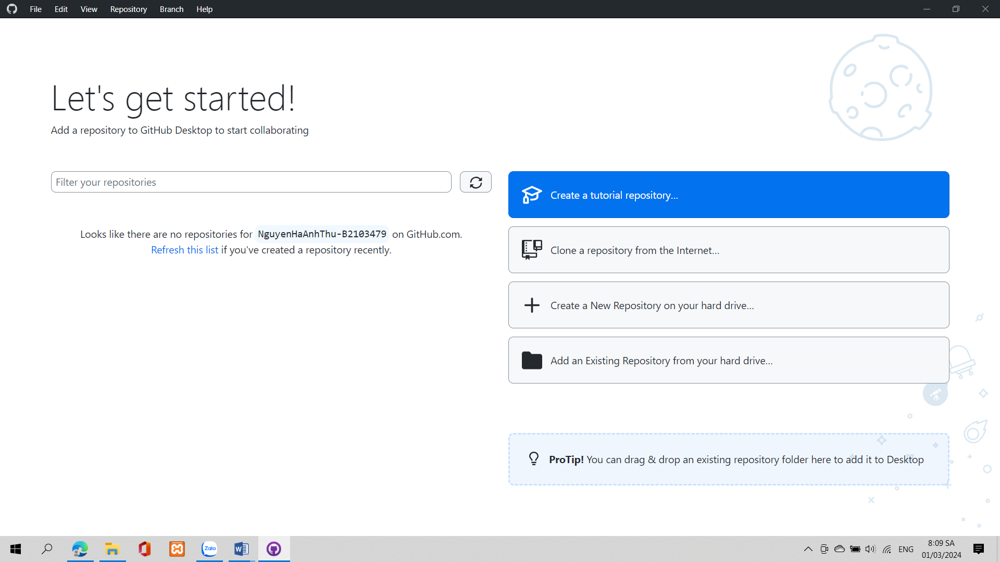 File Edit View Repository Branch Help
Let's get started!
Add a repository to GitHub Desktop to start collaborating
Filter your repositories
Looks like there are no repositories for NguyenHaAnhThu-B2103479 on GitHub.com.
Refresh this list if you've created a repository recently.
Create a tutorial repository...
Clone a repository from the Internet...
Create a New Repository on your hard drive...
Add an Existing Repository from your hard drive...
ProTip! You can drag & drop an existing repository folder here to add it to Desktop
Zalo
W
ENG
8:09 SA
01/03/2024